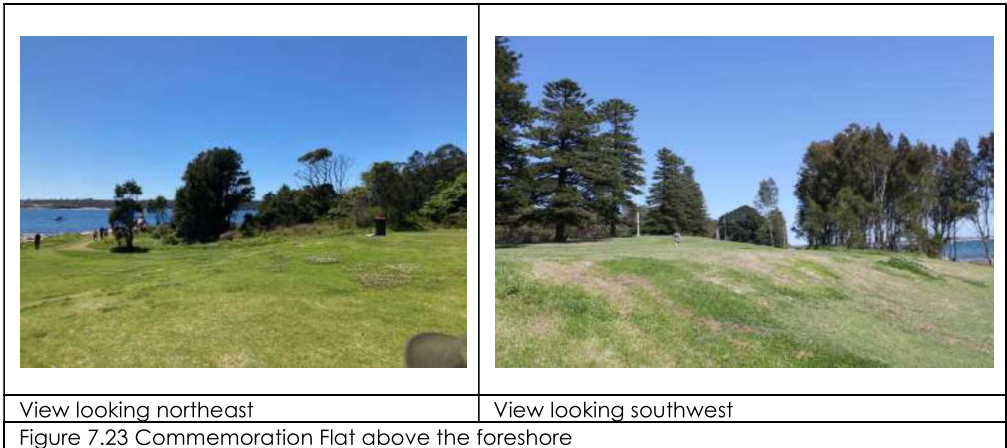 View looking northeast
View looking southwest
Figure 7.23 Commemoration Flat above the foreshore